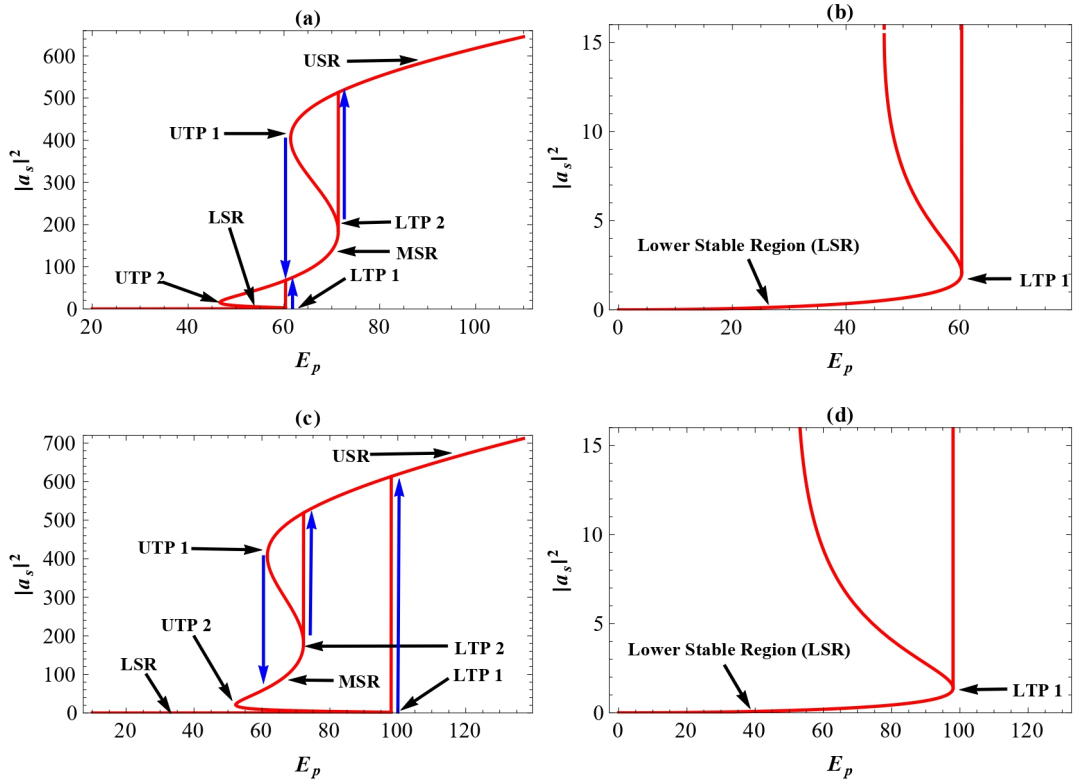 (a)
USR
UTP 1
LSR
LTP 2
MSR
UTP 2
LTP 1
0
100
200
300
400
500
600
20
40
60
80
100
|a_s|^2
E_p
(b)
Lower Stable Region (LSR)
LTP 1
0
5
10
15
0
20
40
60
|a_s|^2
E_p
(c)
USR
UTP 1
UTP 2
LSR
LTP 2
MSR
LTP 1
0
100
200
300
400
500
600
700
20
40
60
80
100
120
|a_s|^2
E_p
(d)
Lower Stable Region (LSR)
LTP 1
0
5
10
15
0
20
40
60
80
100
120
|a_s|^2
E_p